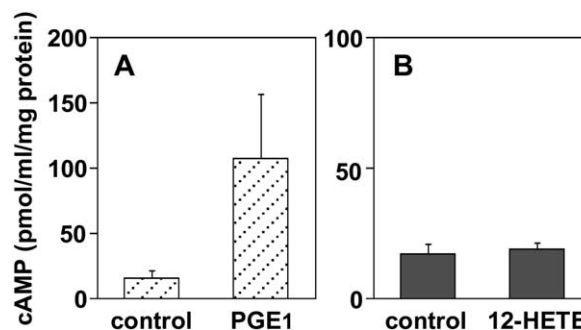 cAMP (pmol/ml/mg protein)
200
150
100
50
0
A
control
PGE1
100
50
0
B
control
12-HETE